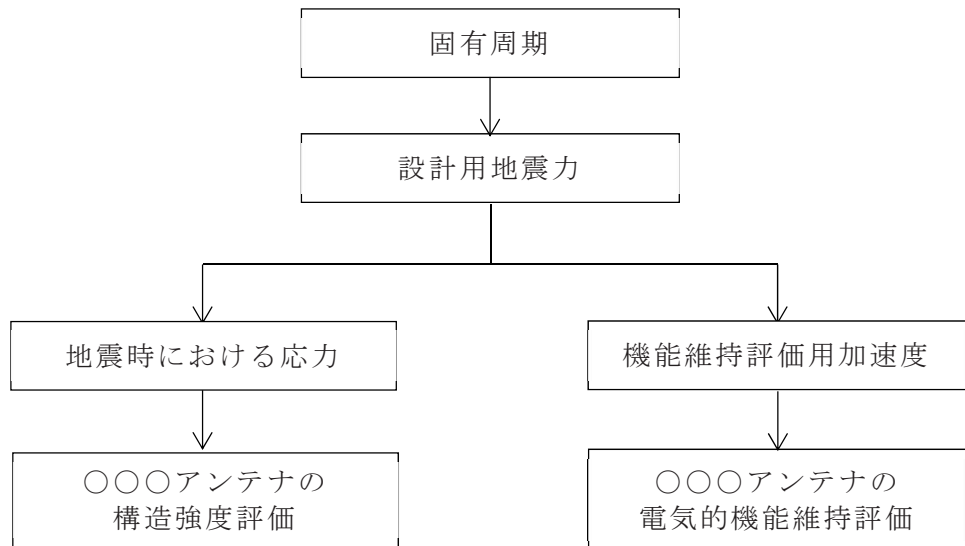 固有周期
設計用地震力
地震時における応力
機能維持評価用加速度
○○○アンテナの
構造強度評価
○○○アンテナの
電気的機能維持評価